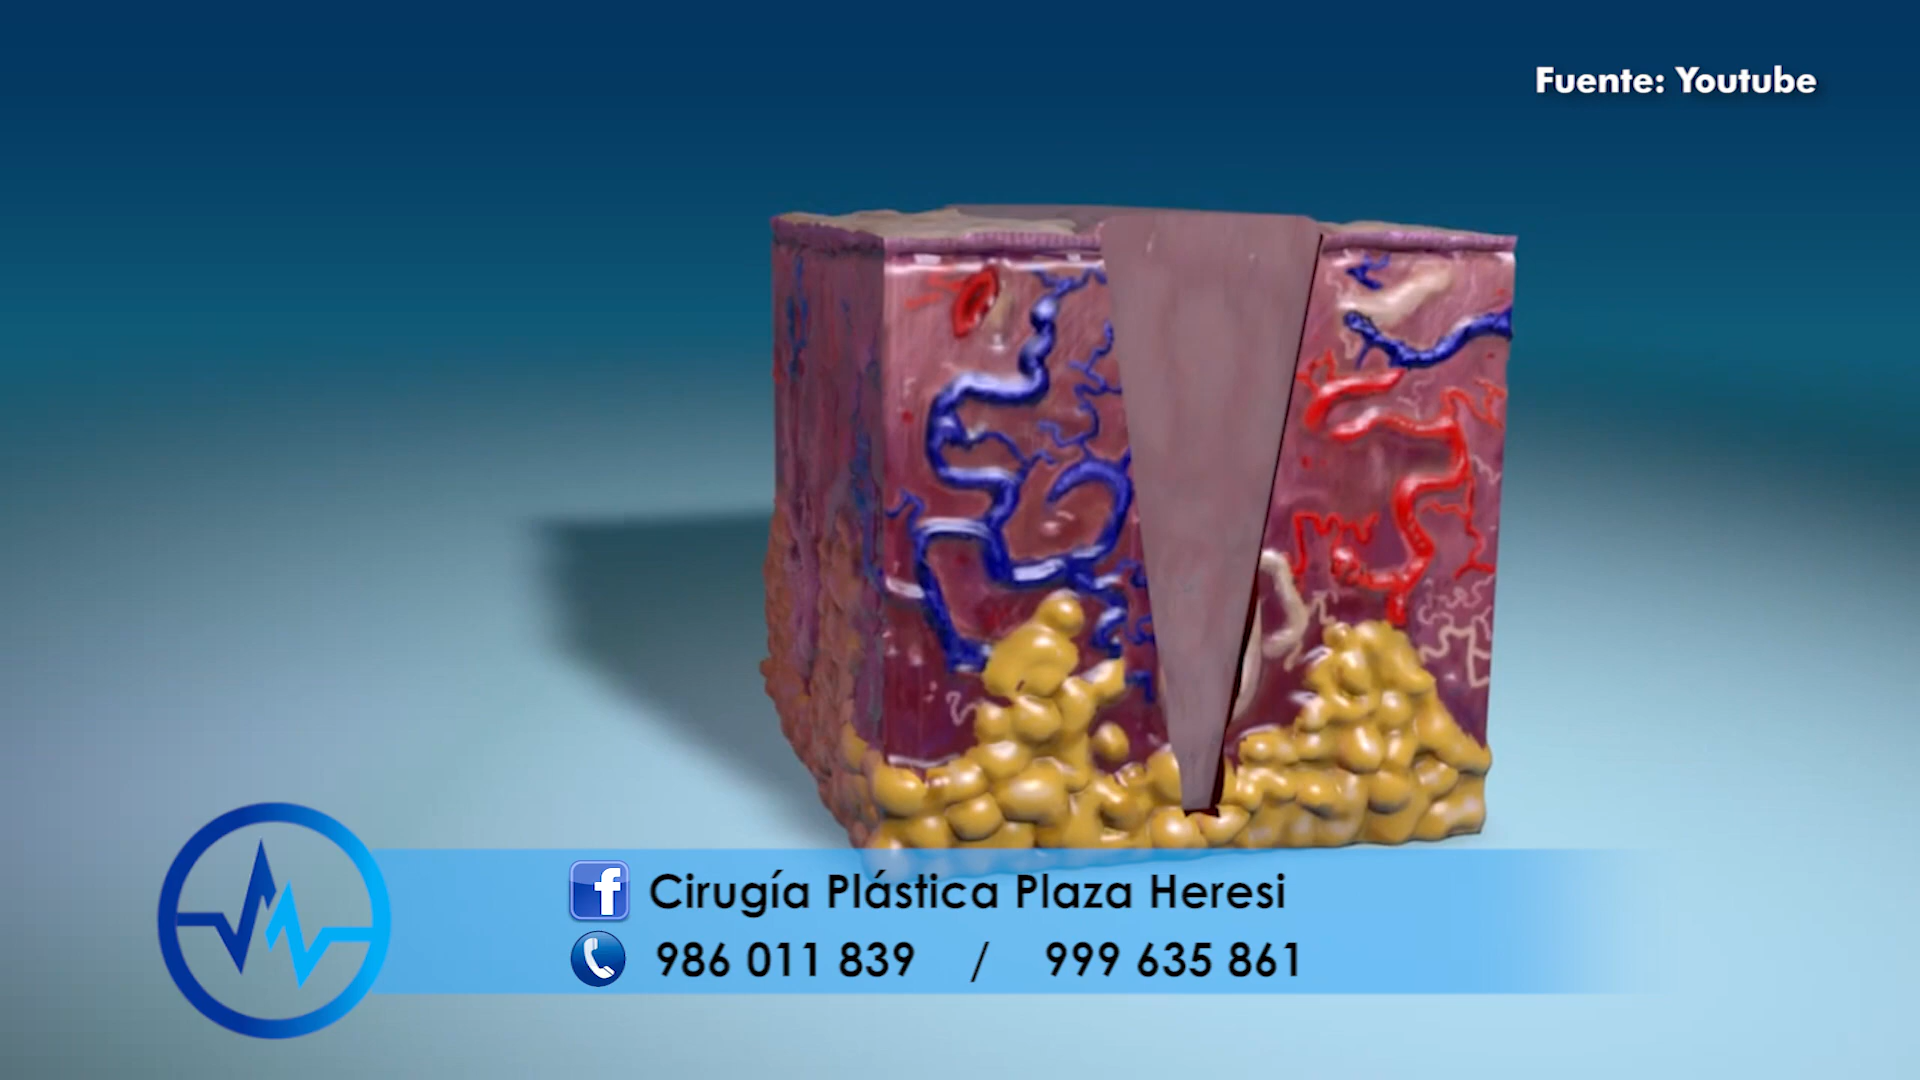 Fuente: Youtube
Cirugía Plástica Plaza Heresi
986 011 839 / 999 635 861